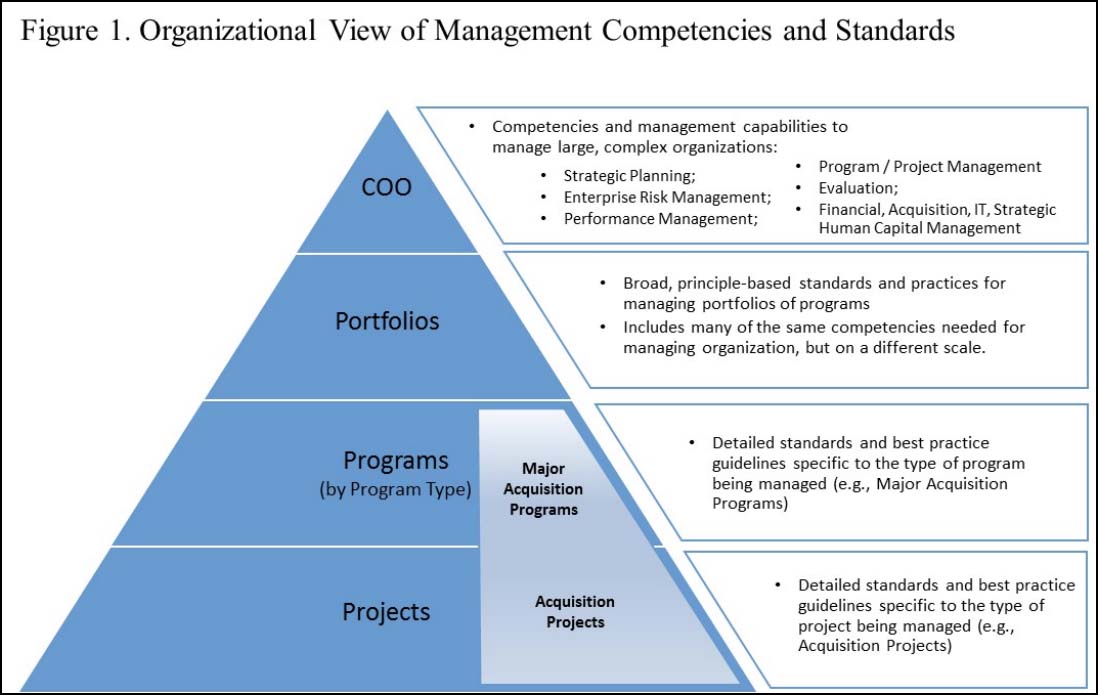 Figure 1. Organizational View of Management Competencies and Standards
COO
• Competencies and management capabilities to
manage large, complex organizations:
• Strategic Planning;
• Enterprise Risk Management;
• Performance Management;
• Program / Project Management
• Evaluation;
• Financial, Acquisition, IT, Strategic
Human Capital Management
Portfolios
• Broad, principle-based standards and practices for
managing portfolios of programs
• Includes many of the same competencies needed for
managing organization, but on a different scale.
Programs
(by Program Type)
Major
Acquisition
Programs
• Detailed standards and best practice
guidelines specific to the type of program
being managed (e.g., Major Acquisition
Programs)
Projects
Acquisition
Projects
• Detailed standards and best practice
guidelines specific to the type of
project being managed (e.g.,
Acquisition Projects)